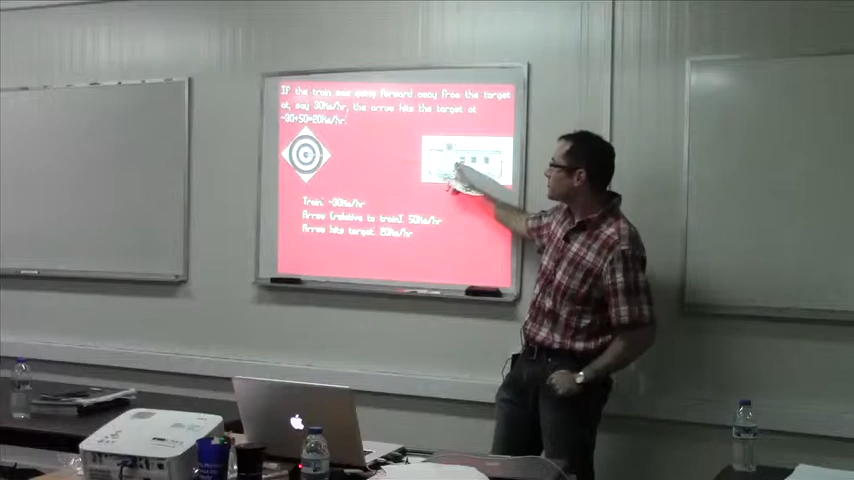 If the train was going forward away from the target
at, say 30Km/hr, the arrow hits the target at
-30+50=20Km/hr.
Train: -30Km/hr
Arrow (relative to train): 50Km/hr
Arrow hits target: 20Km/hr